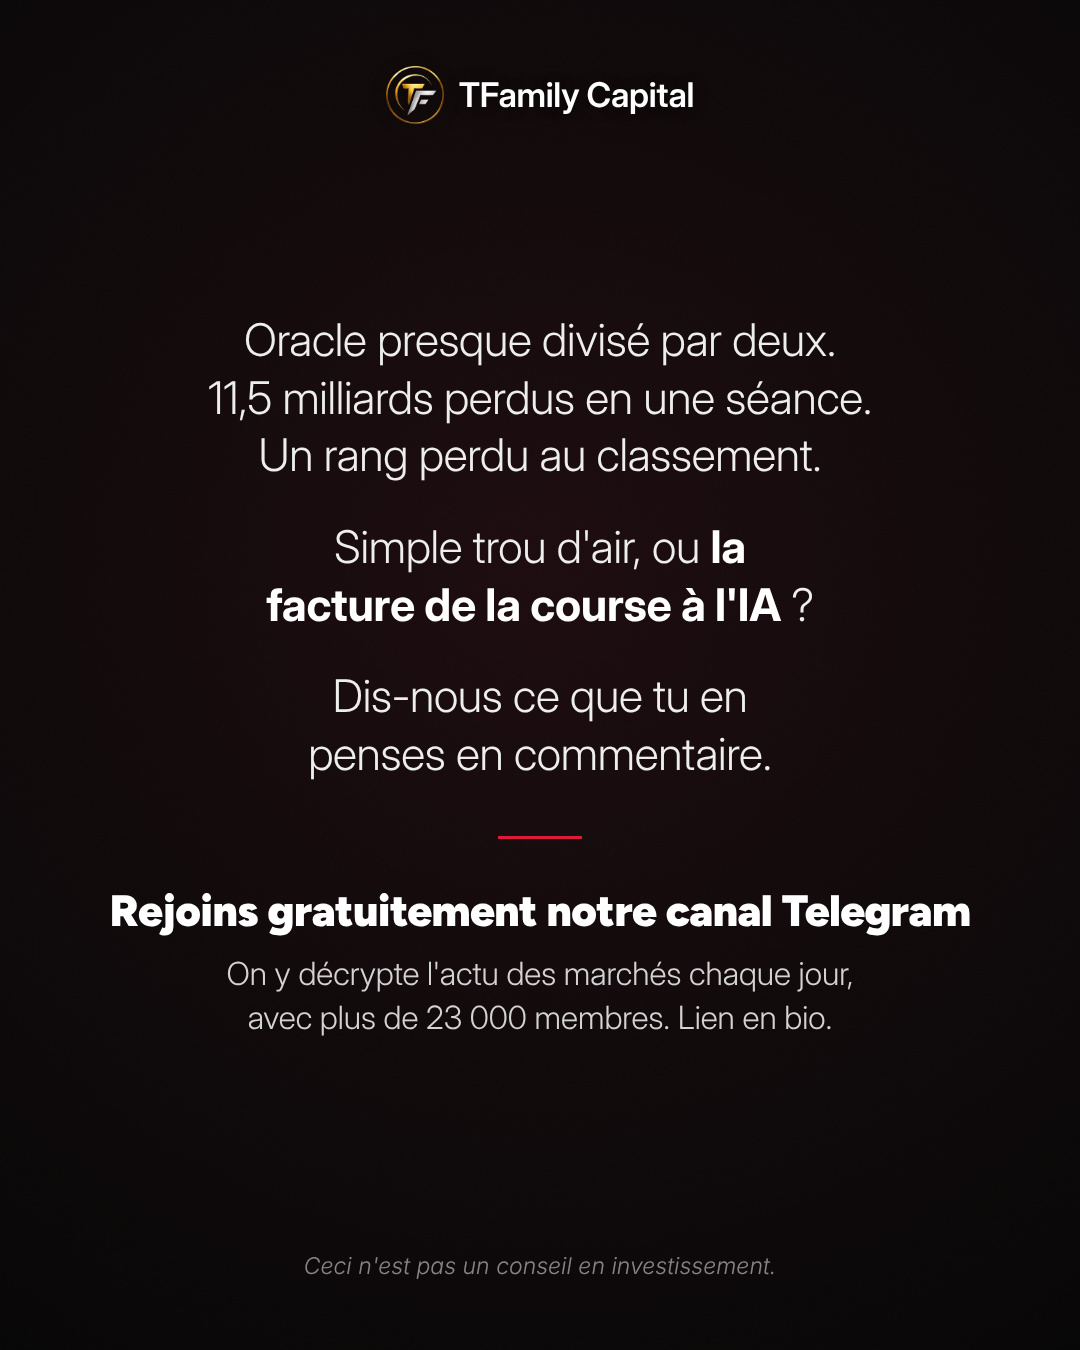 TF TFamily Capital
Oracle presque divisé par deux.
11,5 milliards perdus en une séance.
Un rang perdu au classement.
Simple trou d'air, ou la
facture de la course à l'IA ?
Dis-nous ce que tu en
penses en commentaire.
Rejoins gratuitement notre canal Telegram
On y décrypte l'actu des marchés chaque jour,
avec plus de 23 000 membres. Lien en bio.
Ceci n'est pas un conseil en investissement.